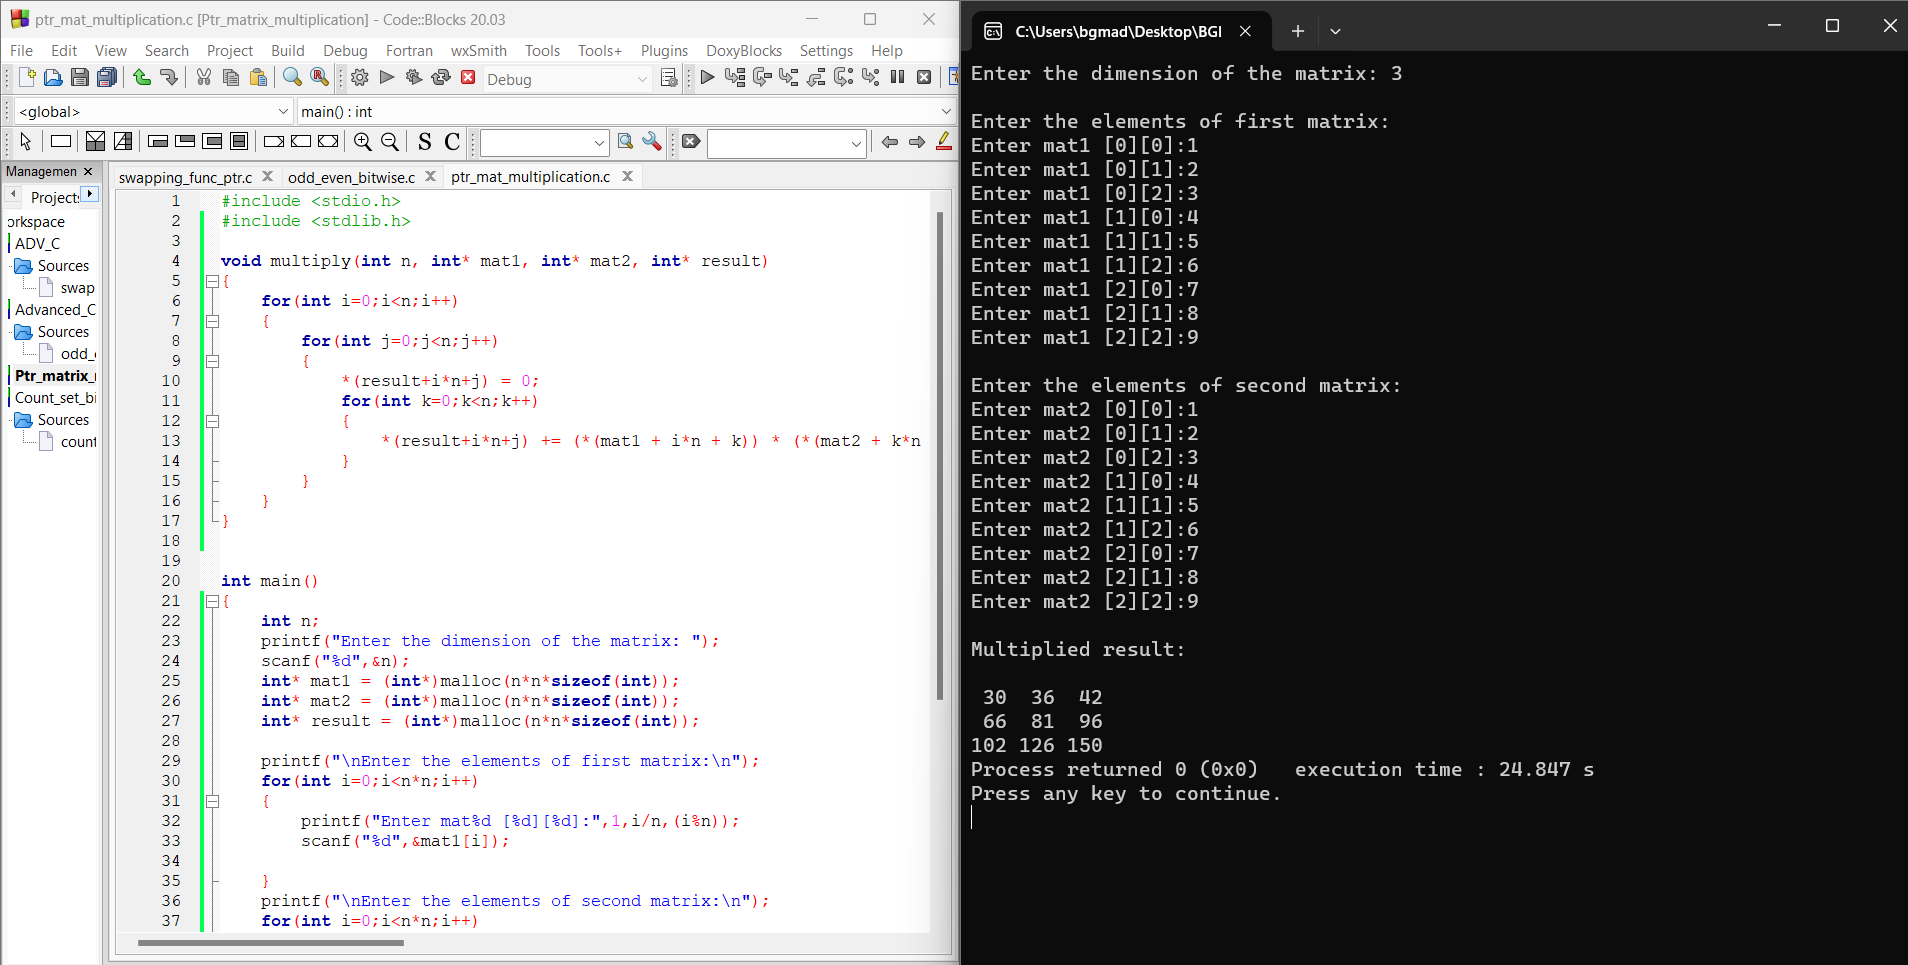 ptr_mat_multiplication.c [Ptr_matrix_multiplication] - Code::Blocks 20.03
File Edit View Search Project Build Debug Fortran wxSmith Tools Tools+ Plugins DoxyBlocks Settings Help
Debug
<global> main() : int
S C
Managemen
Projects
orkspace
ADV_C
Sources
swap
Advanced_C
Sources
odd_
Ptr_matrix_
Count_set_bi
Sources
count
swapping_func_ptr.c odd_even_bitwise.c ptr_mat_multiplication.c
1 #include <stdio.h>
2 #include <stdlib.h>
3
4 void multiply(int n, int* mat1, int* mat2, int* result)
5 {
6 for(int i=0;i<n;i++)
7 {
8 for(int j=0;j<n;j++)
9 {
10 *(result+i*n+j) = 0;
11 for(int k=0;k<n;k++)
12 {
13 *(result+i*n+j) += (*(mat1 + i*n + k)) * (*(mat2 + k*n
14 }
15 }
16 }
17 }
18
19
20 int main()
21 {
22 int n;
23 printf("Enter the dimension of the matrix: ");
24 scanf("%d",&n);
25 int* mat1 = (int*)malloc(n*n*sizeof(int));
26 int* mat2 = (int*)malloc(n*n*sizeof(int));
27 int* result = (int*)malloc(n*n*sizeof(int));
28
29 printf("\nEnter the elements of first matrix:\n");
30 for(int i=0;i<n*n;i++)
31 {
32 printf("Enter mat%d [%d][%d]:",1,i/n,(i%n));
33 scanf("%d",&mat1[i]);
34
35 }
36 printf("\nEnter the elements of second matrix:\n");
37 for(int i=0;i<n*n;i++)
C:\Users\bgmad\Desktop\BGI
Enter the dimension of the matrix: 3
Enter the elements of first matrix:
Enter mat1 [0][0]:1
Enter mat1 [0][1]:2
Enter mat1 [0][2]:3
Enter mat1 [1][0]:4
Enter mat1 [1][1]:5
Enter mat1 [1][2]:6
Enter mat1 [2][0]:7
Enter mat1 [2][1]:8
Enter mat1 [2][2]:9
Enter the elements of second matrix:
Enter mat2 [0][0]:1
Enter mat2 [0][1]:2
Enter mat2 [0][2]:3
Enter mat2 [1][0]:4
Enter mat2 [1][1]:5
Enter mat2 [1][2]:6
Enter mat2 [2][0]:7
Enter mat2 [2][1]:8
Enter mat2 [2][2]:9
Multiplied result:
30 36 42
66 81 96
102 126 150
Process returned 0 (0x0) execution time : 24.847 s
Press any key to continue.